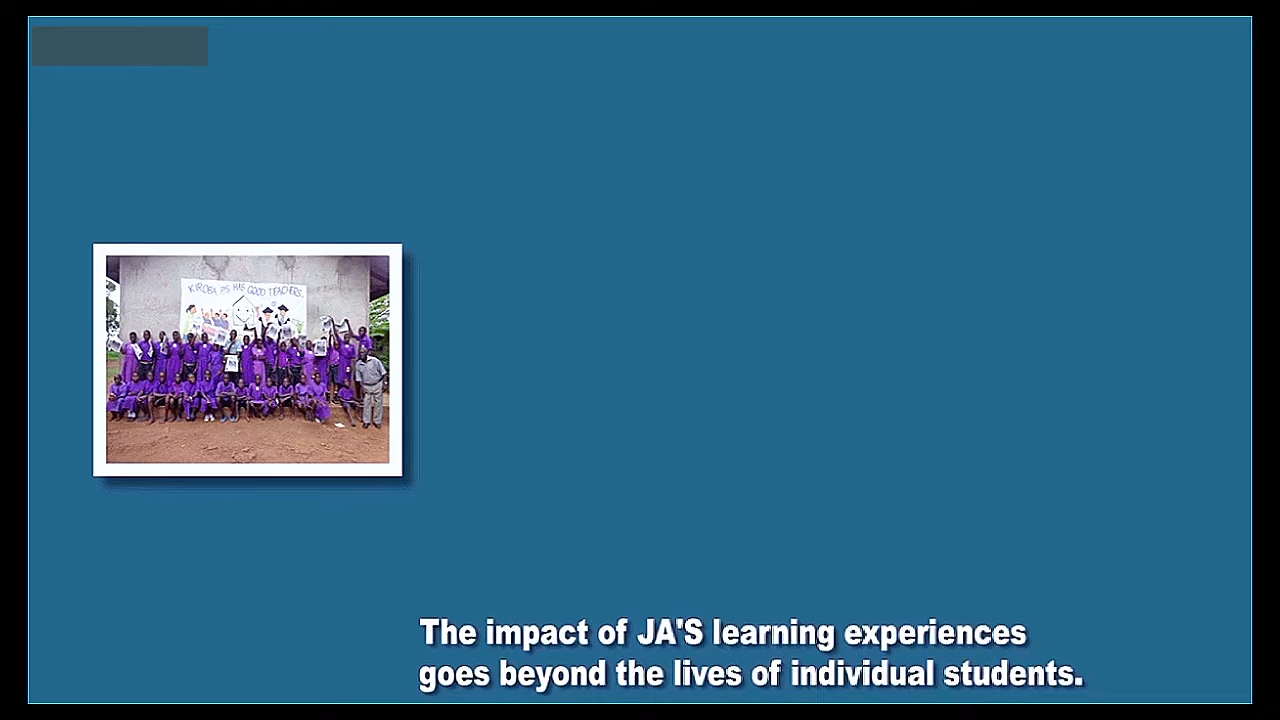 KIROBA P/S HAS GOOD TEACHERS
The impact of JA'S learning experiences
goes beyond the lives of individual students.